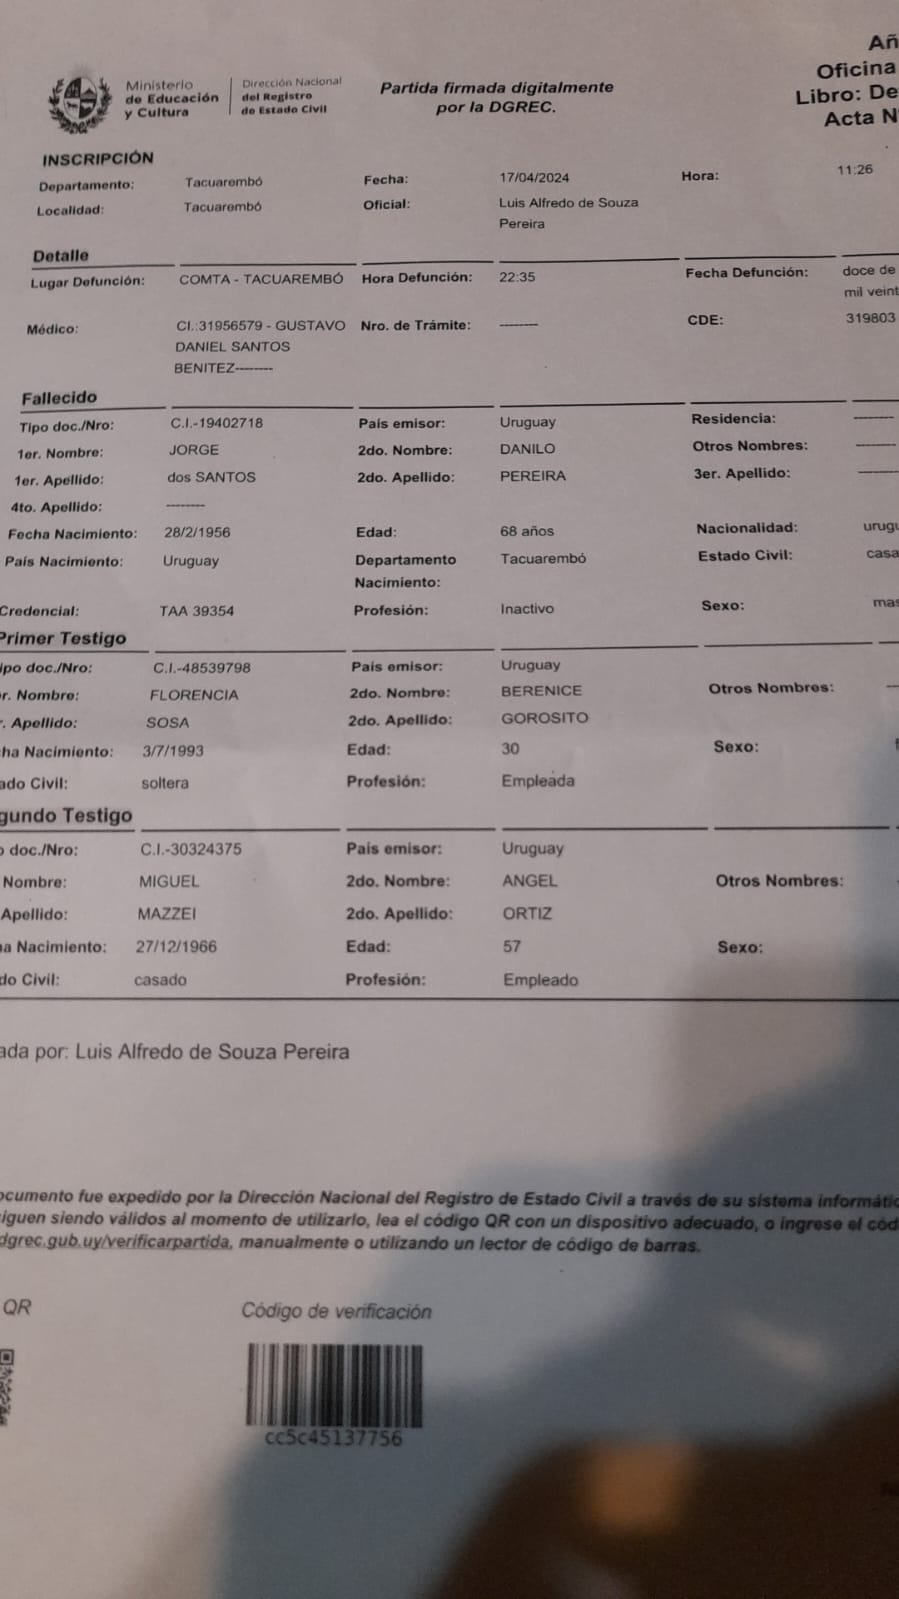 Ministerio
de Educación
y Cultura
Dirección Nacional
del Registro
de Estado Civil
Partida firmada digitalmente
por la DGREC.
Añ
Oficina
Libro: De
Acta N
INSCRIPCIÓN
Departamento: Tacuarembó Fecha: 17/04/2024 Hora: 11:26
Localidad: Tacuarembó Oficial: Luis Alfredo de Souza
Pereira
Detalle
Lugar Defunción: COMTA - TACUAREMBÓ Hora Defunción: 22:35 Fecha Defunción: doce de
mil veint
Médico: CI.:31956579 - GUSTAVO Nro. de Trámite: -------- CDE: 319803
DANIEL SANTOS
BENITEZ--------
Fallecido
Tipo doc./Nro: C.I.-19402718 País emisor: Uruguay Residencia: --------
1er. Nombre: JORGE 2do. Nombre: DANILO Otros Nombres: --------
1er. Apellido: dos SANTOS 2do. Apellido: PEREIRA 3er. Apellido: --------
4to. Apellido: --------
Fecha Nacimiento: 28/2/1956 Edad: 68 años Nacionalidad: urugu
País Nacimiento: Uruguay Departamento Tacuarembó Estado Civil: casa
Nacimiento:
Credencial: TAA 39354 Profesión: Inactivo Sexo: mas
Primer Testigo
ipo doc./Nro: C.I.-48539798 País emisor: Uruguay
r. Nombre: FLORENCIA 2do. Nombre: BERENICE Otros Nombres: --
r. Apellido: SOSA 2do. Apellido: GOROSITO
ha Nacimiento: 3/7/1993 Edad: 30 Sexo:
ado Civil: soltera Profesión: Empleada
gundo Testigo
o doc./Nro: C.I.-30324375 País emisor: Uruguay
Nombre: MIGUEL 2do. Nombre: ANGEL Otros Nombres:
Apellido: MAZZEI 2do. Apellido: ORTIZ
na Nacimiento: 27/12/1966 Edad: 57 Sexo:
do Civil: casado Profesión: Empleado
ada por: Luis Alfredo de Souza Pereira
ocumento fue expedido por la Dirección Nacional del Registro de Estado Civil a través de su sistema informátic
iguen siendo válidos al momento de utilizarlo, lea el código QR con un dispositivo adecuado, o ingrese el cód
dgrec.gub.uy/verificarpartida, manualmente o utilizando un lector de código de barras.
QR Código de verificación
cc5c45137756